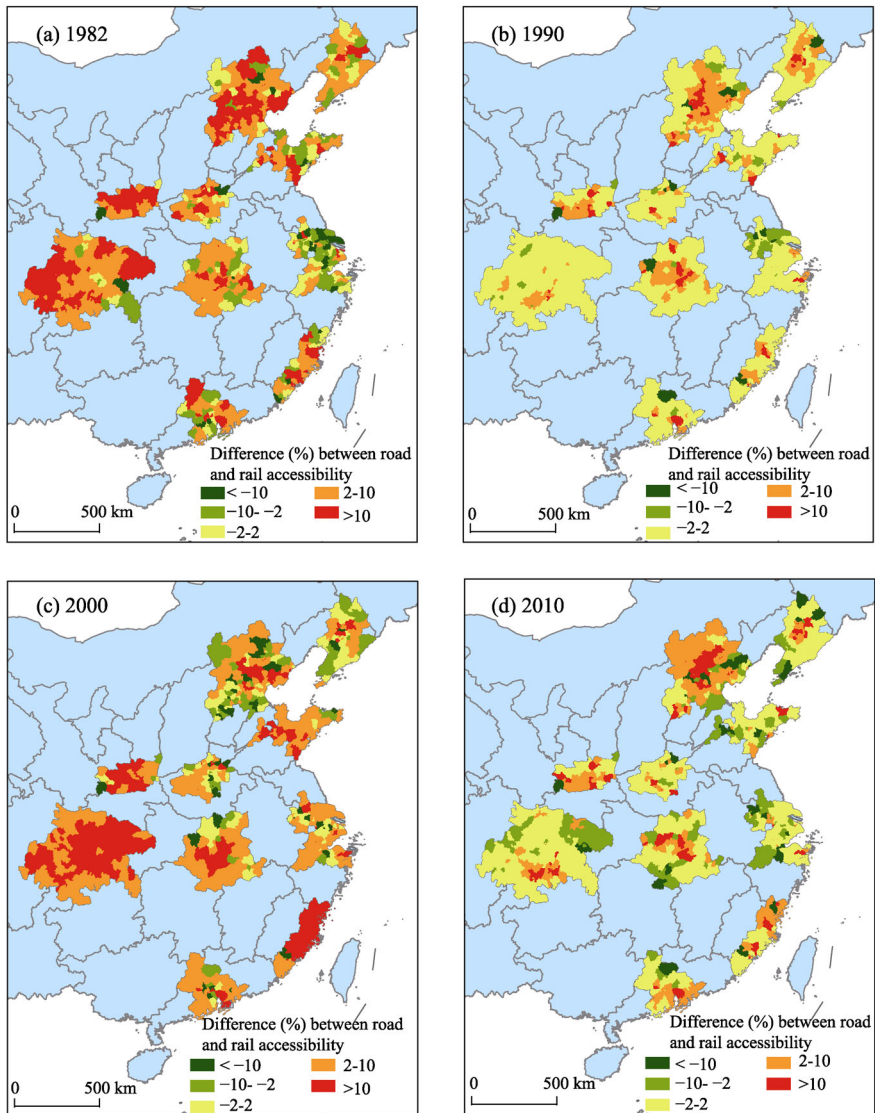 (a) 1982
Difference (%) between road
and rail accessibility
< −10
2-10
−10- −2
>10
−2-2
0
500 km
(b) 1990
Difference (%) between road
and rail accessibility
< −10
2-10
−10- −2
>10
−2-2
0
500 km
(c) 2000
Difference (%) between road
and rail accessibility
< −10
2-10
−10- −2
>10
−2-2
0
500 km
(d) 2010
Difference (%) between road
and rail accessibility
< −10
2-10
−10- −2
>10
−2-2
0
500 km